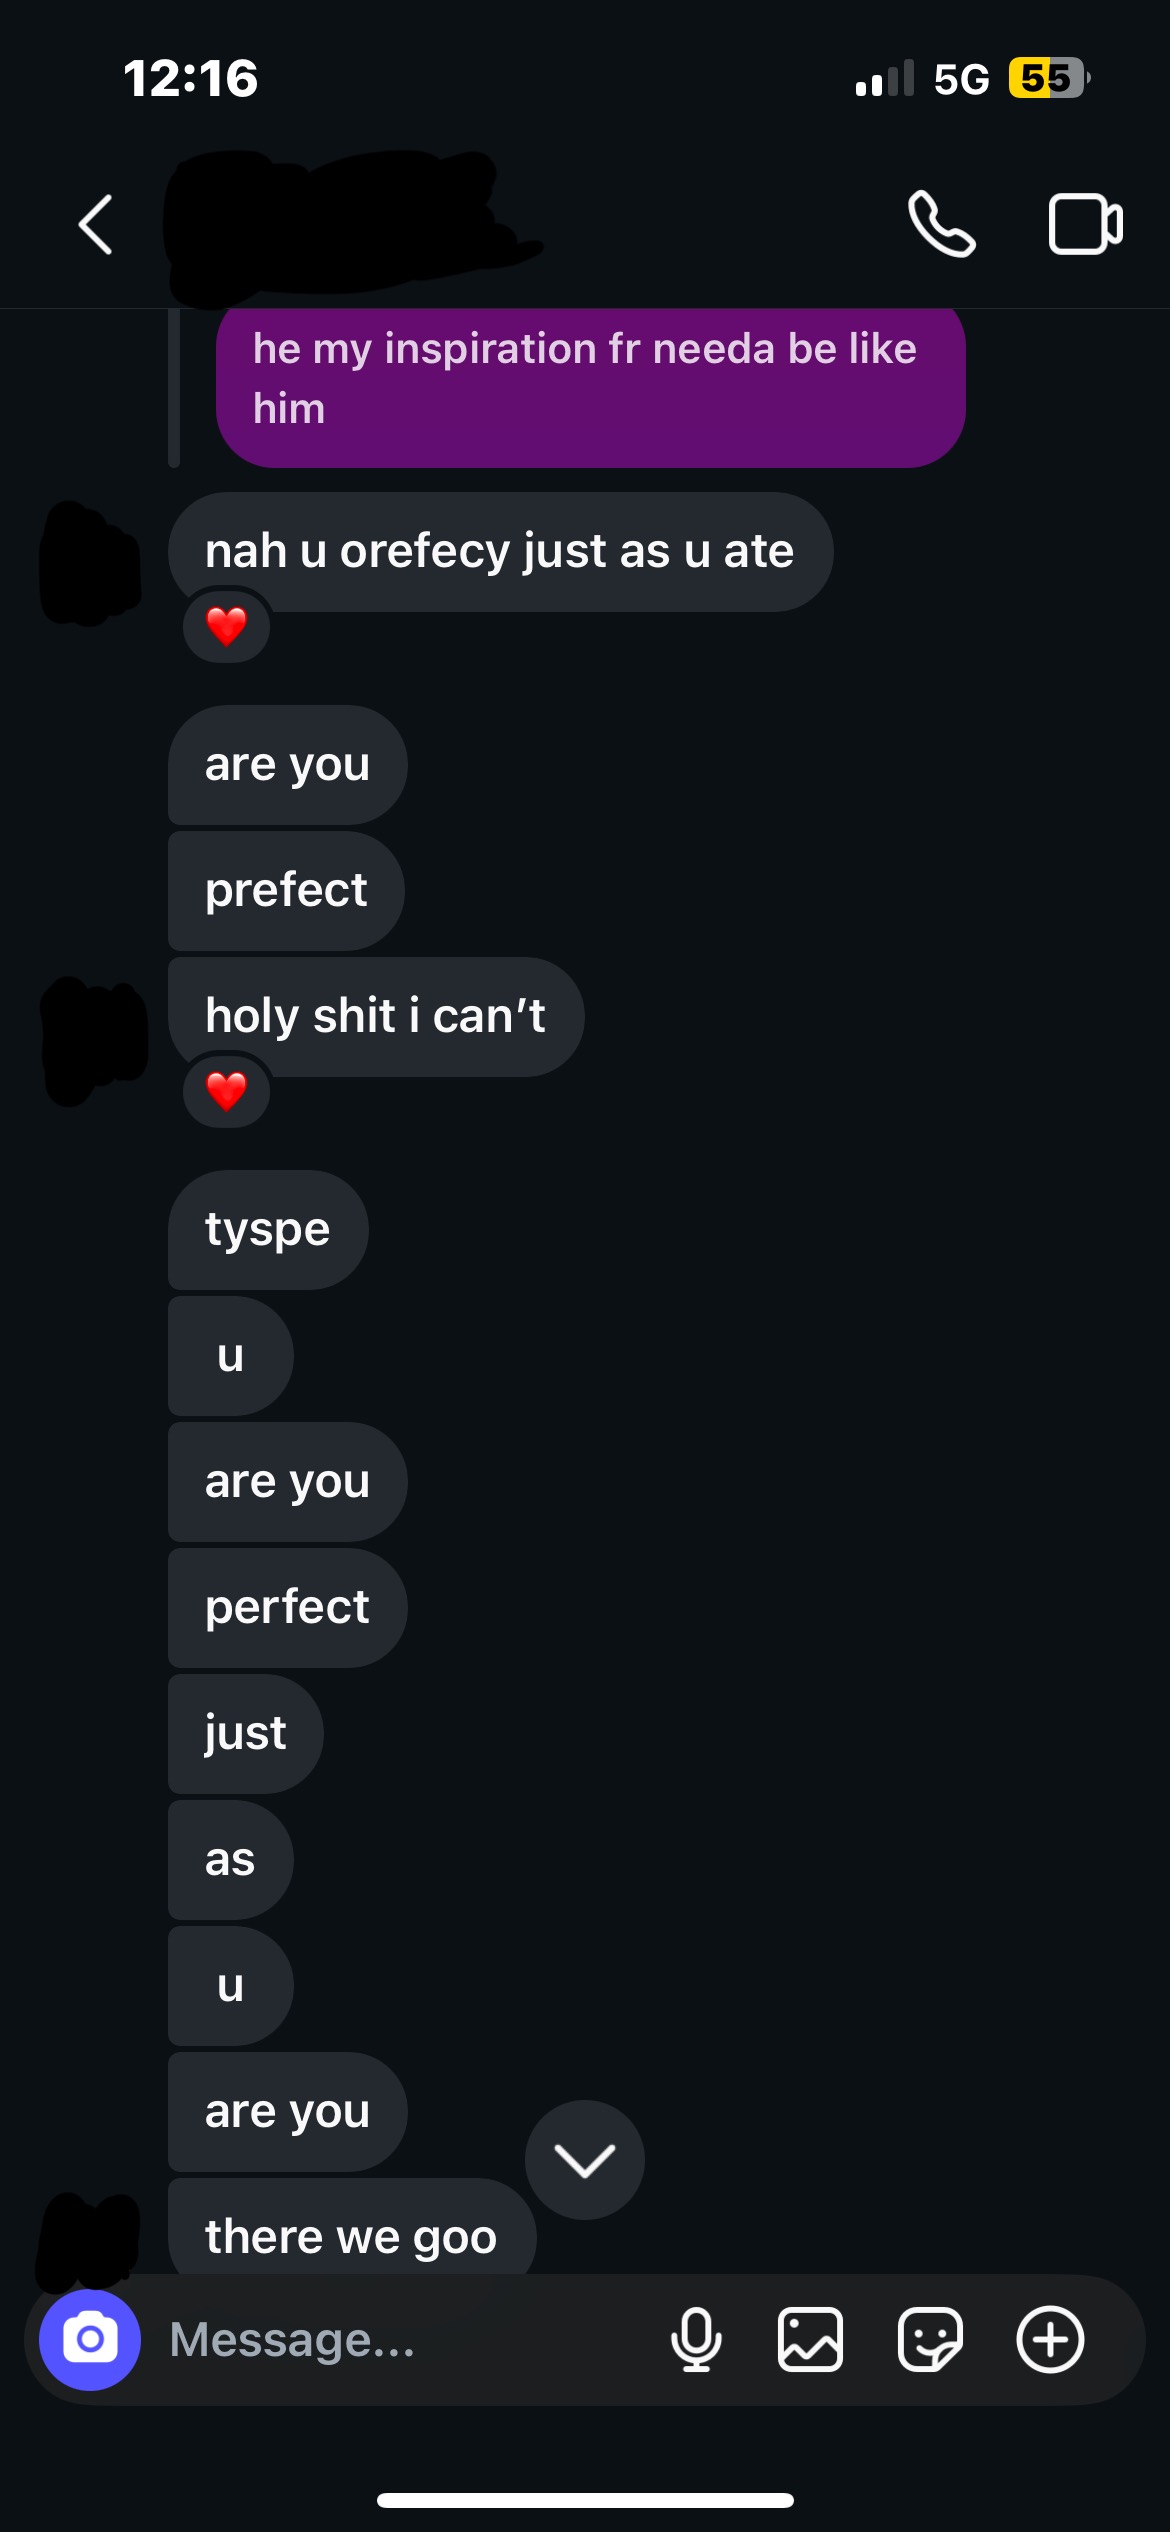 12:16
5G 55
he my inspiration fr needa be like
him
nah u orefecy just as u ate
❤️
are you
prefect
holy shit i can’t
❤️
tyspe
u
are you
perfect
just
as
u
are you
there we goo
Message...